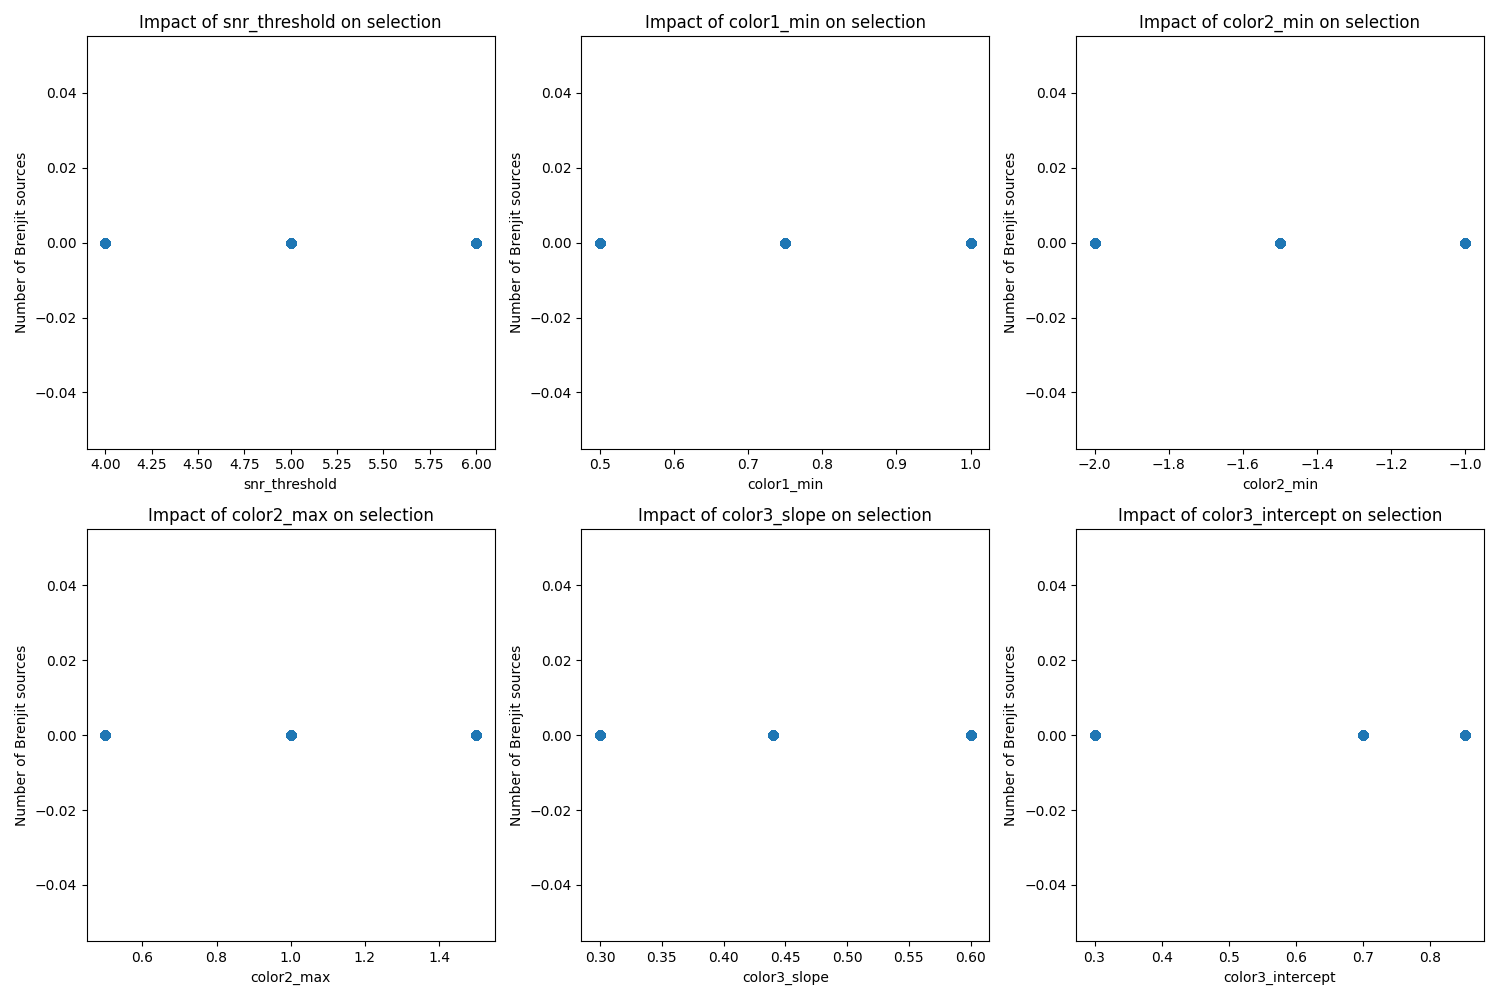 Impact of snr_threshold on selection
Number of Brenjit sources
0.04
0.02
0.00
−0.02
−0.04
4.00 4.25 4.50 4.75 5.00 5.25 5.50 5.75 6.00
snr_threshold
Impact of color1_min on selection
Number of Brenjit sources
0.04
0.02
0.00
−0.02
−0.04
0.5 0.6 0.7 0.8 0.9 1.0
color1_min
Impact of color2_min on selection
Number of Brenjit sources
0.04
0.02
0.00
−0.02
−0.04
−2.0 −1.8 −1.6 −1.4 −1.2 −1.0
color2_min
Impact of color2_max on selection
Number of Brenjit sources
0.04
0.02
0.00
−0.02
−0.04
0.6 0.8 1.0 1.2 1.4
color2_max
Impact of color3_slope on selection
Number of Brenjit sources
0.04
0.02
0.00
−0.02
−0.04
0.30 0.35 0.40 0.45 0.50 0.55 0.60
color3_slope
Impact of color3_intercept on selection
Number of Brenjit sources
0.04
0.02
0.00
−0.02
−0.04
0.3 0.4 0.5 0.6 0.7 0.8
color3_intercept